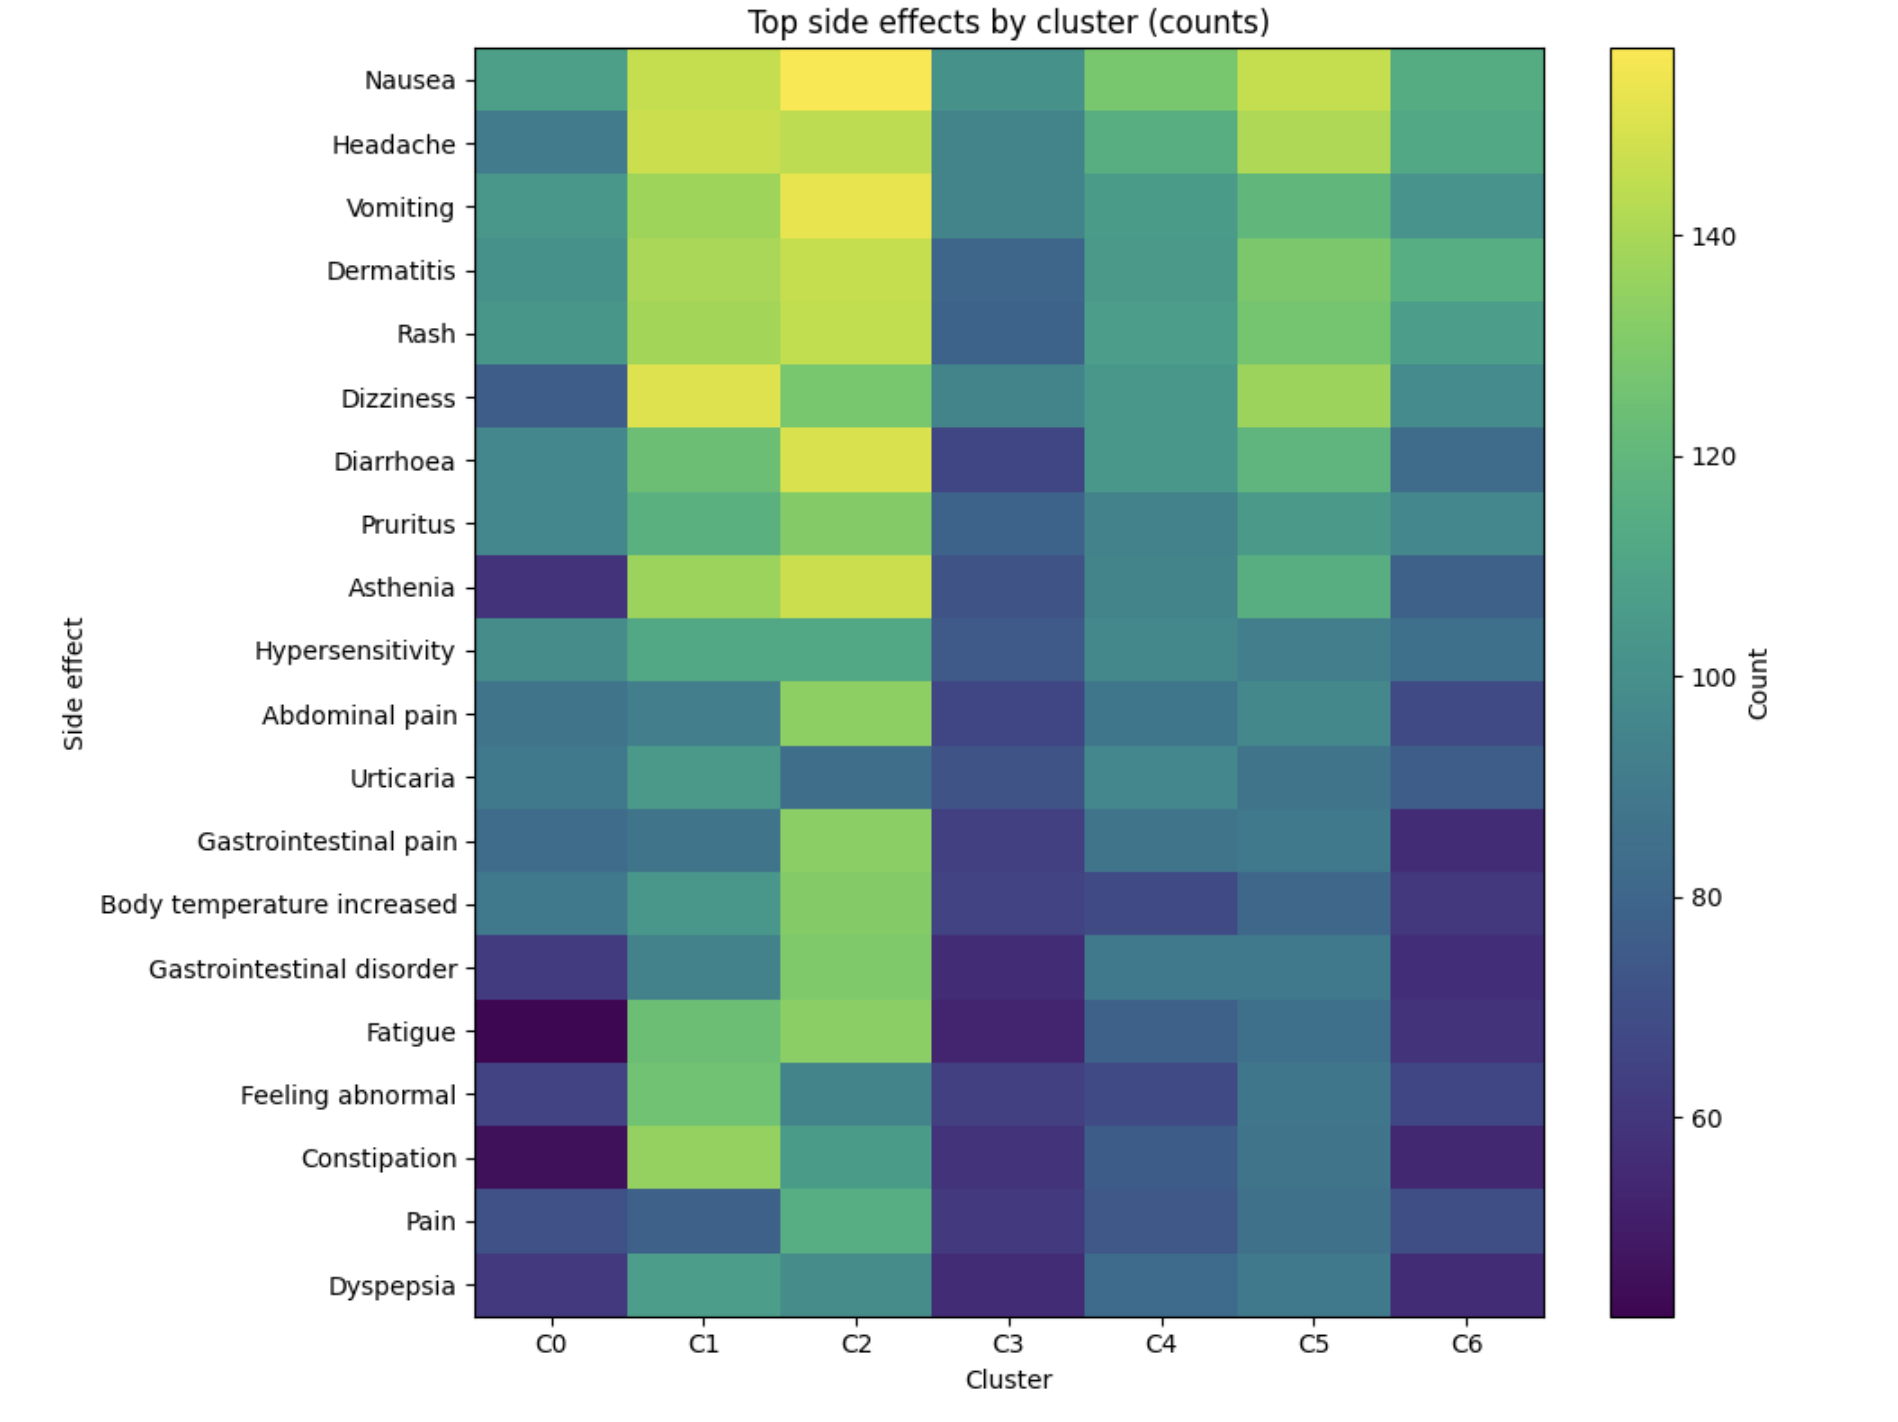 Top side effects by cluster (counts)
Nausea
Headache
Vomiting
Dermatitis
Rash
Dizziness
Diarrhoea
Pruritus
Asthenia
Hypersensitivity
Abdominal pain
Urticaria
Gastrointestinal pain
Body temperature increased
Gastrointestinal disorder
Fatigue
Feeling abnormal
Constipation
Pain
Dyspepsia
Side effect
C0 C1 C2 C3 C4 C5 C6
Cluster
140
120
100
80
60
Count